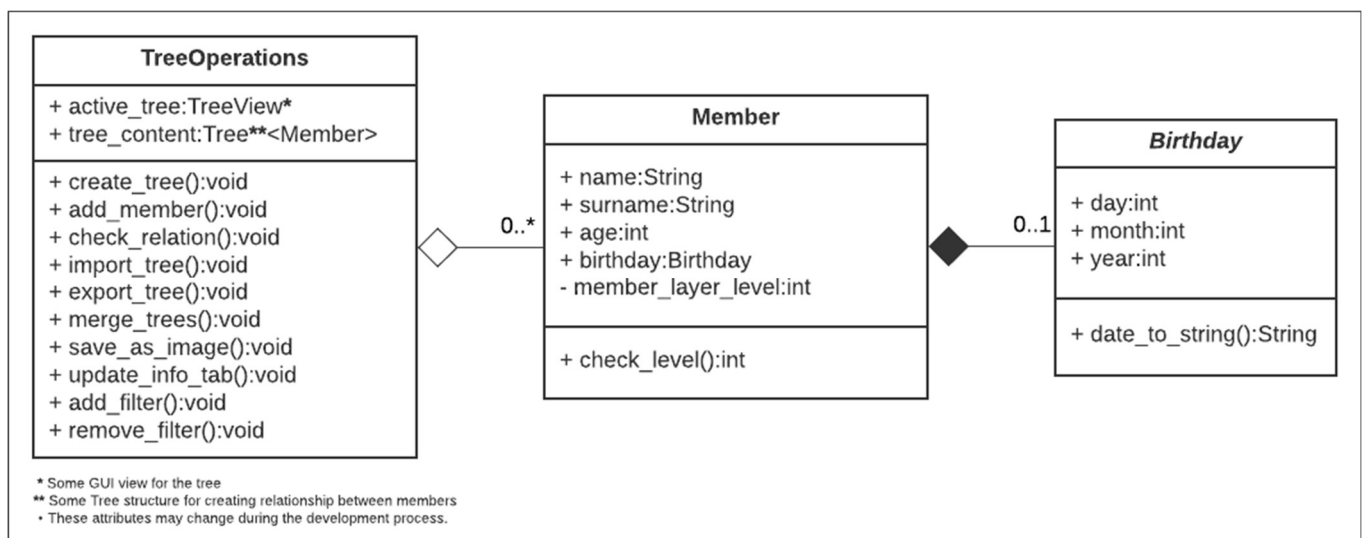 TreeOperations
+ active_tree:TreeView*
+ tree_content:Tree**<Member>
+ create_tree():void
+ add_member():void
+ check_relation():void
+ import_tree():void
+ export_tree():void
+ merge_trees():void
+ save_as_image():void
+ update_info_tab():void
+ add_filter():void
+ remove_filter():void
0..*
Member
+ name:String
+ surname:String
+ age:int
+ birthday:Birthday
- member_layer_level:int
+ check_level():int
0..1
Birthday
+ day:int
+ month:int
+ year:int
+ date_to_string():String
* Some GUI view for the tree
** Some Tree structure for creating relationship between members
• These attributes may change during the development process.